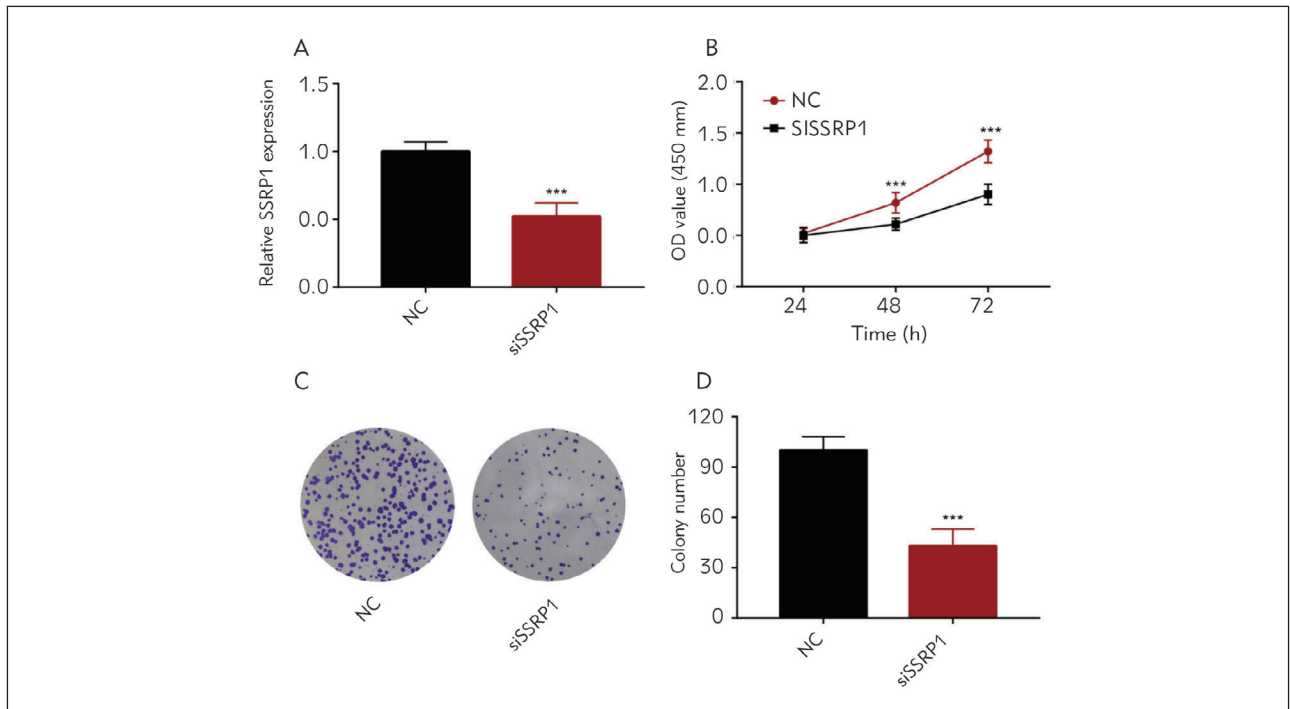 A
Relative SSRP1 expression
1.5
1.0
0.0
0.0
***
NC
siSSRP1
B
OD value (450 mm)
2.0
1.5
1.0
0.0
0.0
NC
SISSRP1
***
***
24 48 72
Time (h)
C
NC
siSSRP1
D
Colony number
120
90
60
30
0
***
NC
siSSRP1